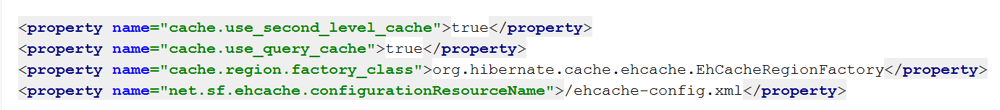 <property name="cache.use_second_level_cache">true</property>
<property name="cache.use_query_cache">true</property>
<property name="cache.region.factory_class">org.hibernate.cache.ehcache.EhCacheRegionFactory</property>
<property name="net.sf.ehcache.configurationResourceName">/ehcache-config.xml</property>